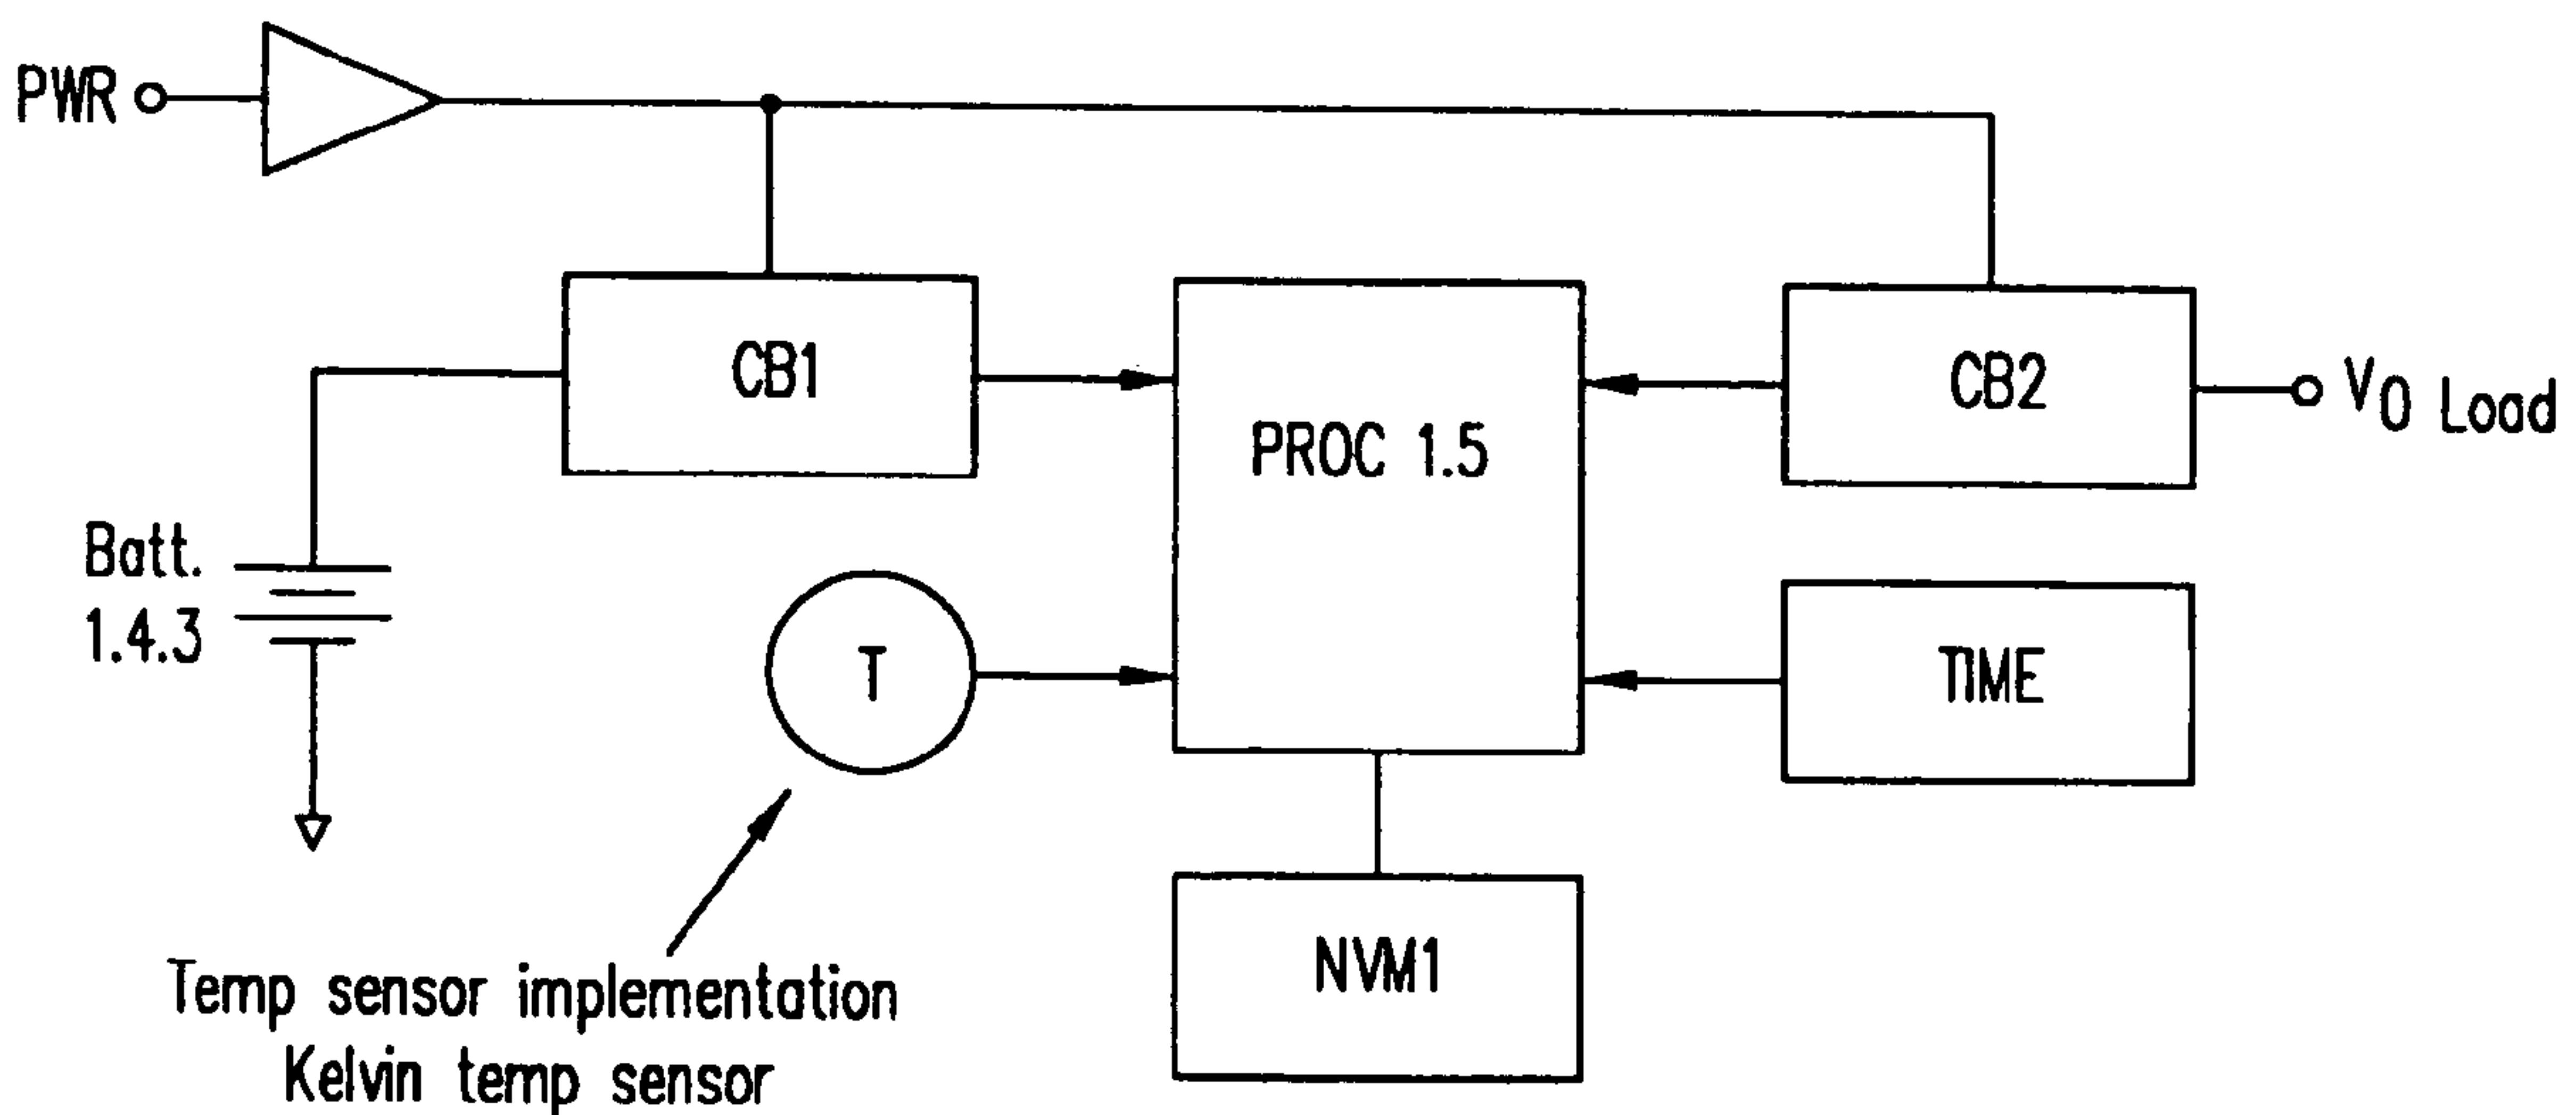 PWR
CB1
PROC 1.5
CB2
VO Load
Batt.
1.4.3
T
TIME
NVM1
Temp sensor implementation
Kelvin temp sensor